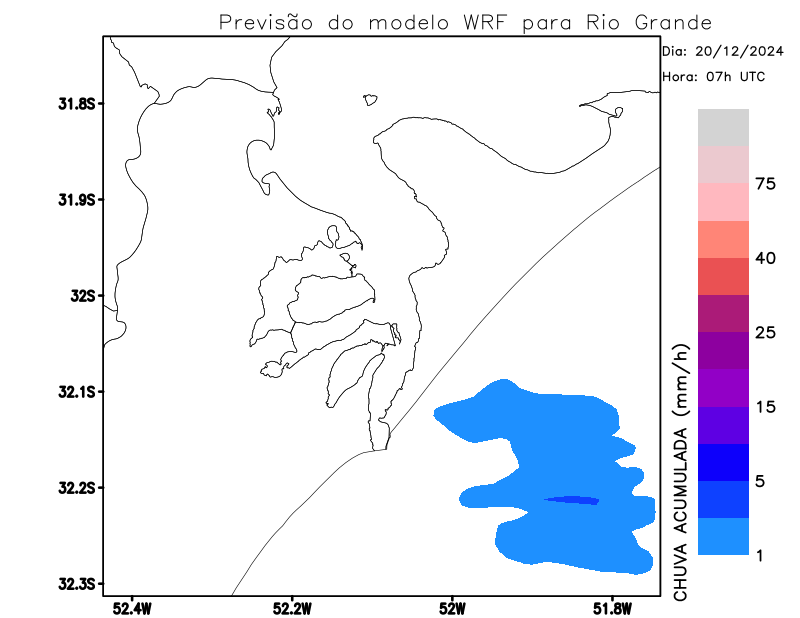 Previsão do modelo WRF para Rio Grande
Dia: 20/12/2024
Hora: 07h UTC
31.8S
31.9S
32S
32.1S
32.2S
32.3S
52.4W
52.2W
52W
51.8W
75
40
25
15
5
1
CHUVA ACUMULADA (mm/h)